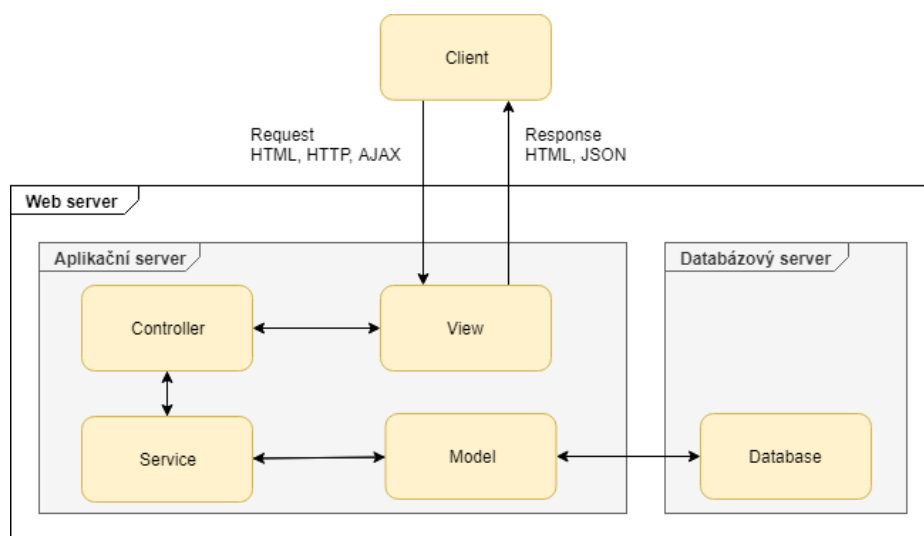 Client
Request
HTML, HTTP, AJAX
Response
HTML, JSON
Web server
Aplikační server
Databázový server
Controller
View
Service
Model
Database